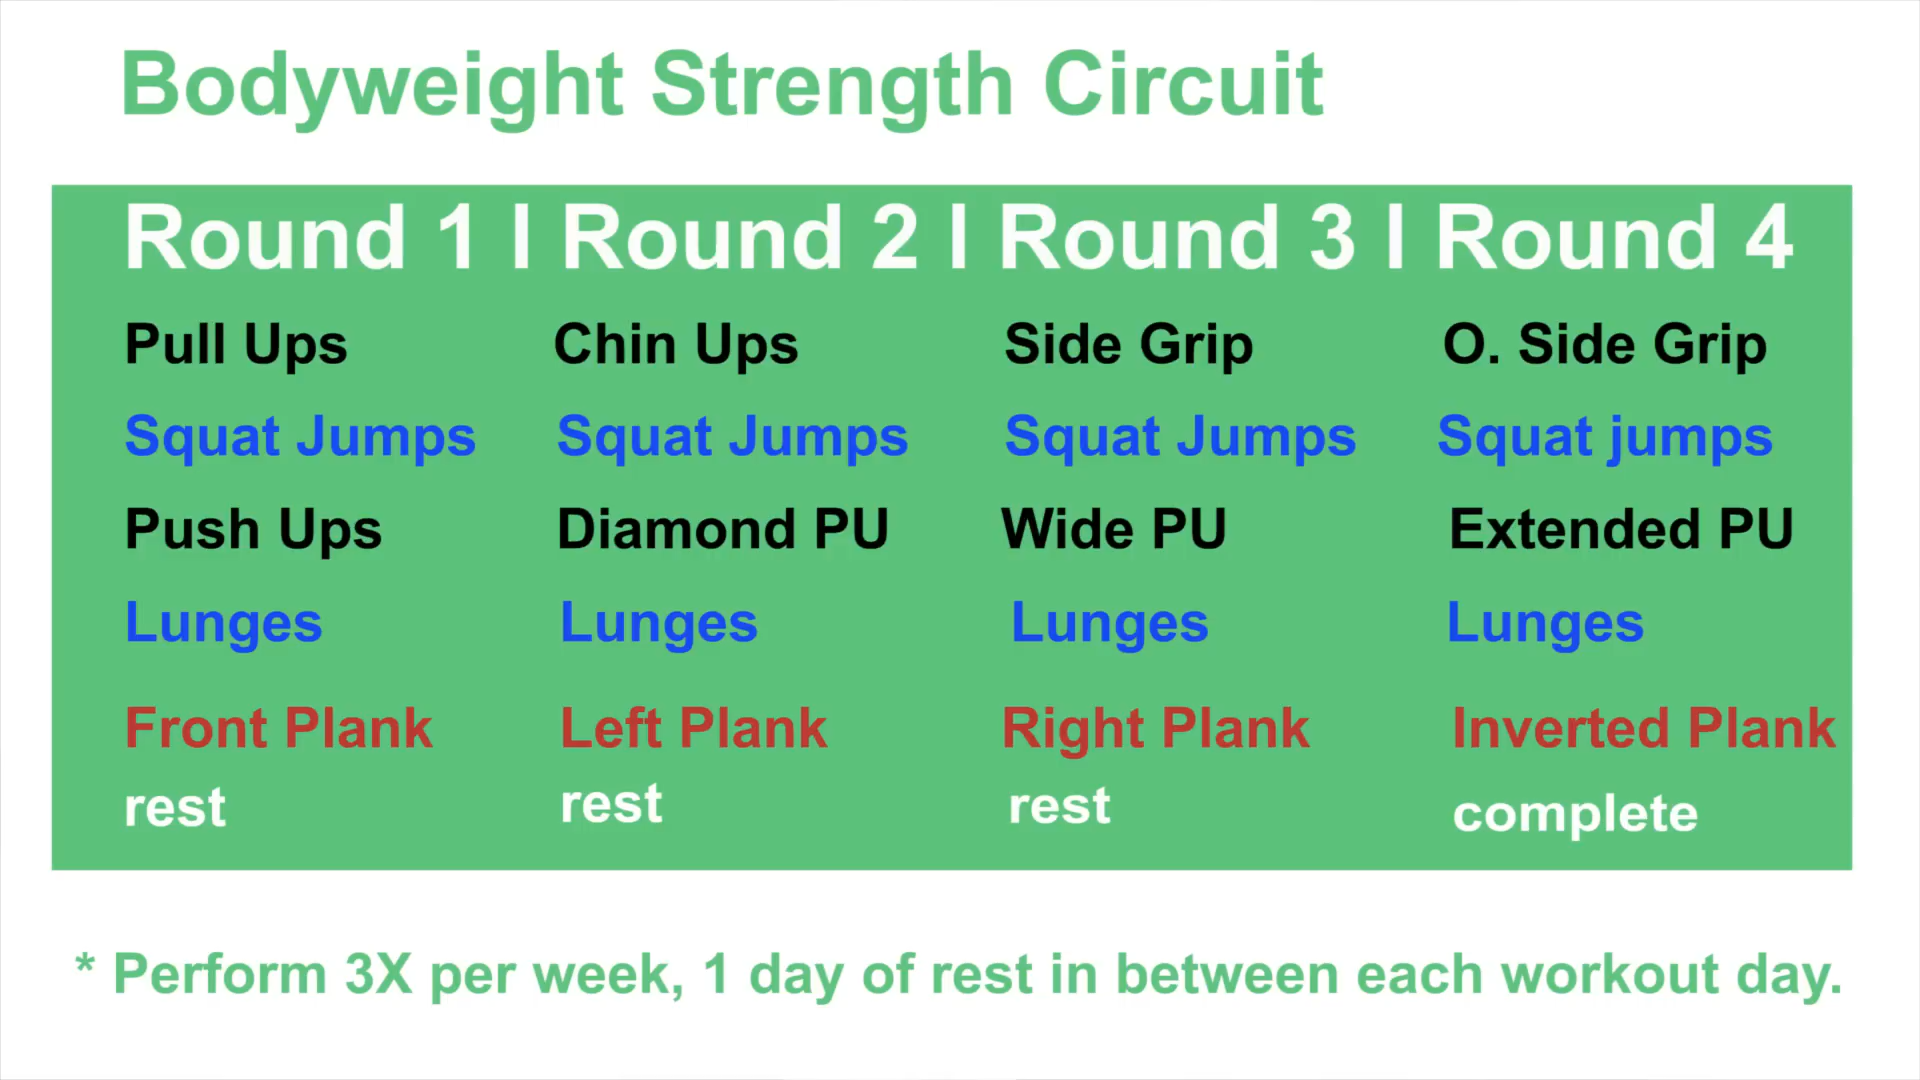 Bodyweight Strength Circuit
Round 1 I Round 2 I Round 3 I Round 4
Pull Ups Chin Ups Side Grip O. Side Grip
Squat Jumps Squat Jumps Squat Jumps Squat jumps
Push Ups Diamond PU Wide PU Extended PU
Lunges Lunges Lunges Lunges
Front Plank Left Plank Right Plank Inverted Plank
rest rest rest complete
* Perform 3X per week, 1 day of rest in between each workout day.